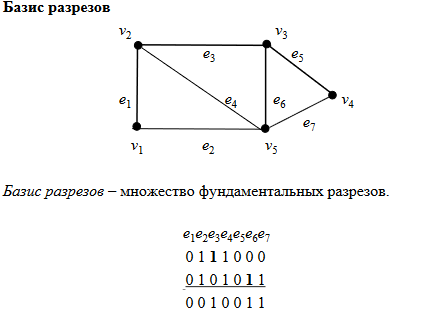 Базис разрезов
v2 v3
e3 e5
e1 e4 e6 v4
e7
v1 e2 v5
Базис разрезов – множество фундаментальных разрезов.
e1e2e3e4e5e6e7
0 1 1 1 0 0 0
0 1 0 1 0 1 1
0 0 1 0 0 1 1